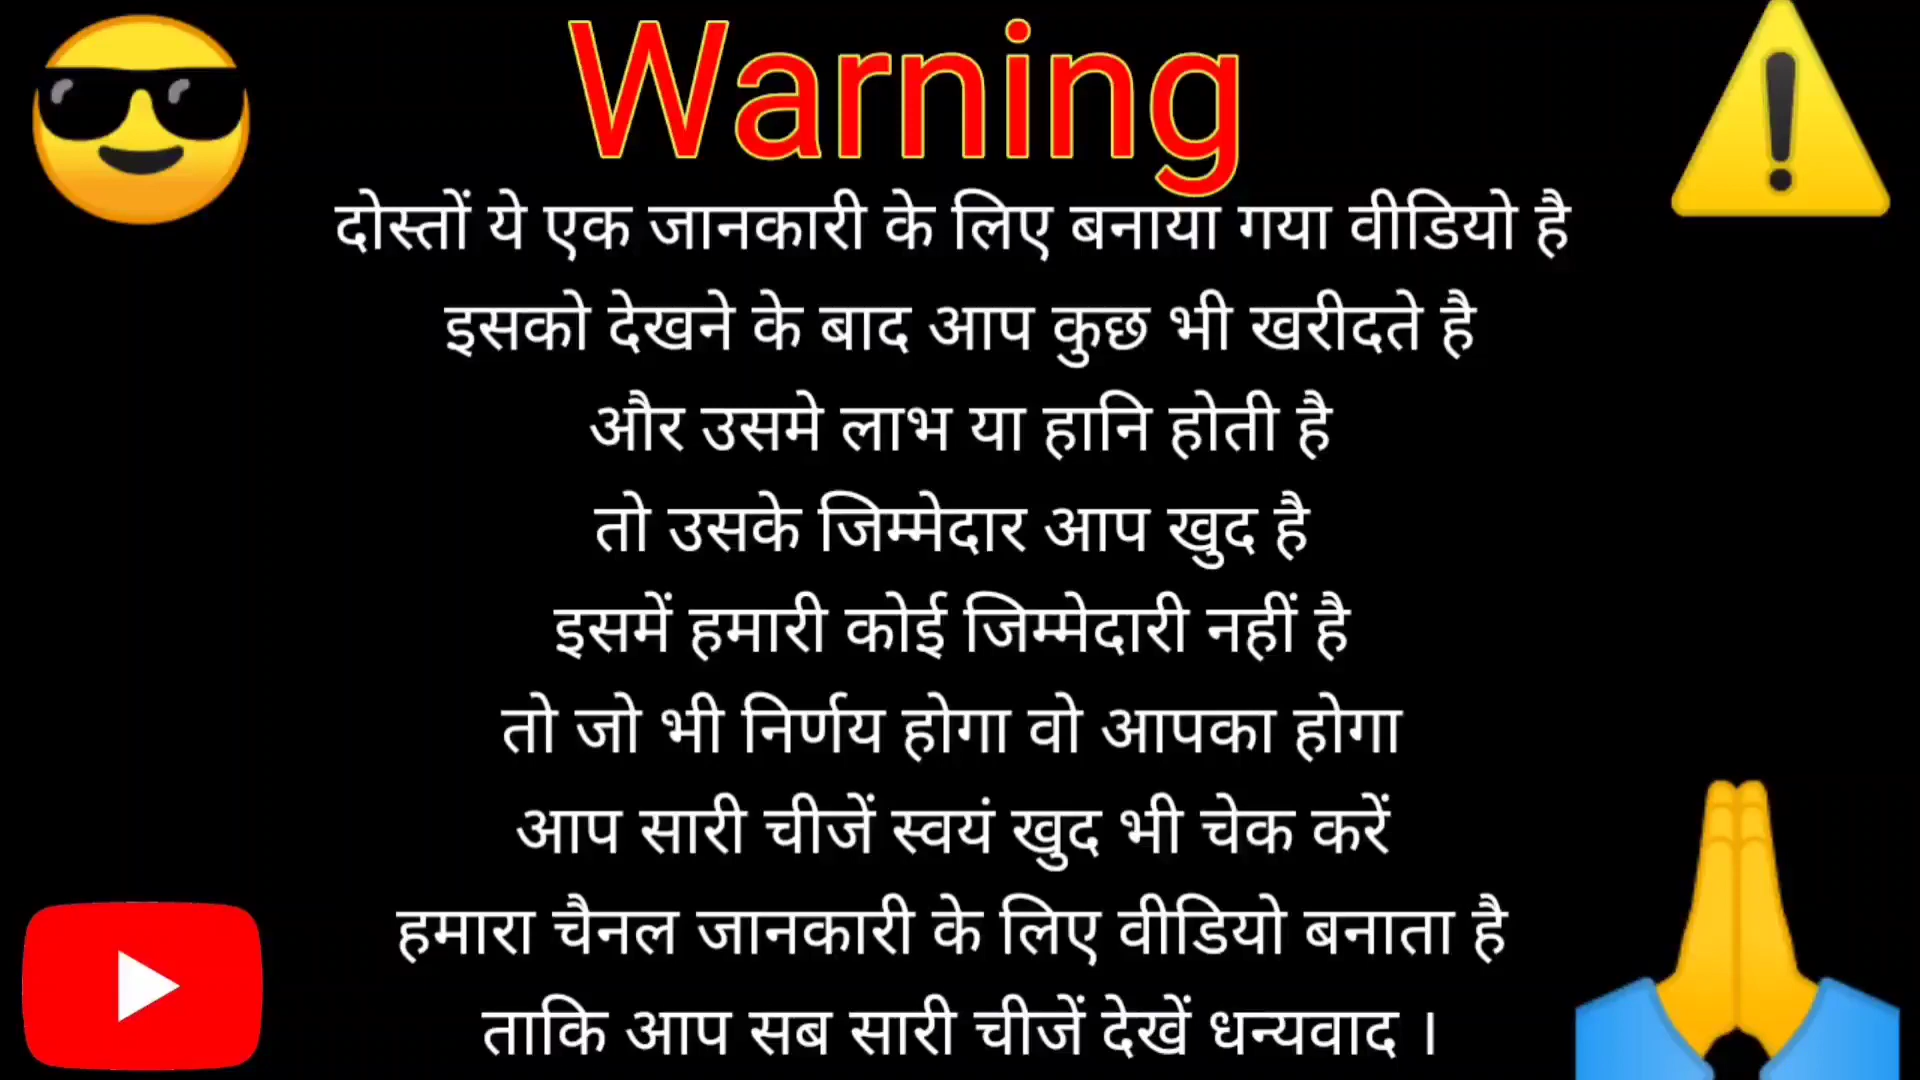 Warning
दोस्तों ये एक जानकारी के लिए बनाया गया वीडियो है
इसको देखने के बाद आप कुछ भी खरीदते है
और उसमे लाभ या हानि होती है
तो उसके जिम्मेदार आप खुद है
इसमें हमारी कोई जिम्मेदारी नहीं है
तो जो भी निर्णय होगा वो आपका होगा
आप सारी चीजें स्वयं खुद भी चेक करें
हमारा चैनल जानकारी के लिए वीडियो बनाता है
ताकि आप सब सारी चीजें देखें धन्यवाद ।